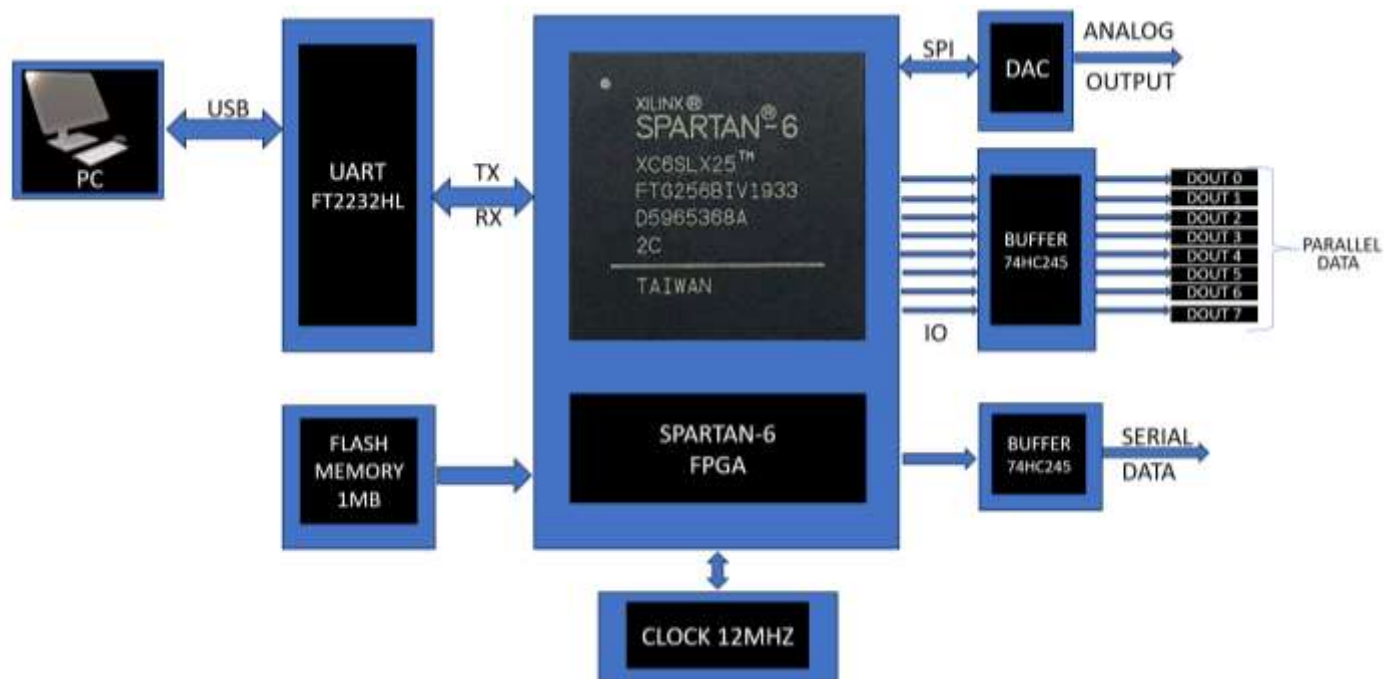 PC
USB
UART
FT2232HL
TX
RX
FLASH
MEMORY
1MB
XILINX®
SPARTAN®-6
XC6SLX25™
FTG256BIV1933
D5965368A
2C
TAIWAN
SPARTAN-6
FPGA
CLOCK 12MHZ
SPI
DAC
ANALOG
OUTPUT
IO
BUFFER
74HC245
DOUT 0
DOUT 1
DOUT 2
DOUT 3
DOUT 4
DOUT 5
DOUT 6
DOUT 7
PARALLEL
DATA
BUFFER
74HC245
SERIAL
DATA